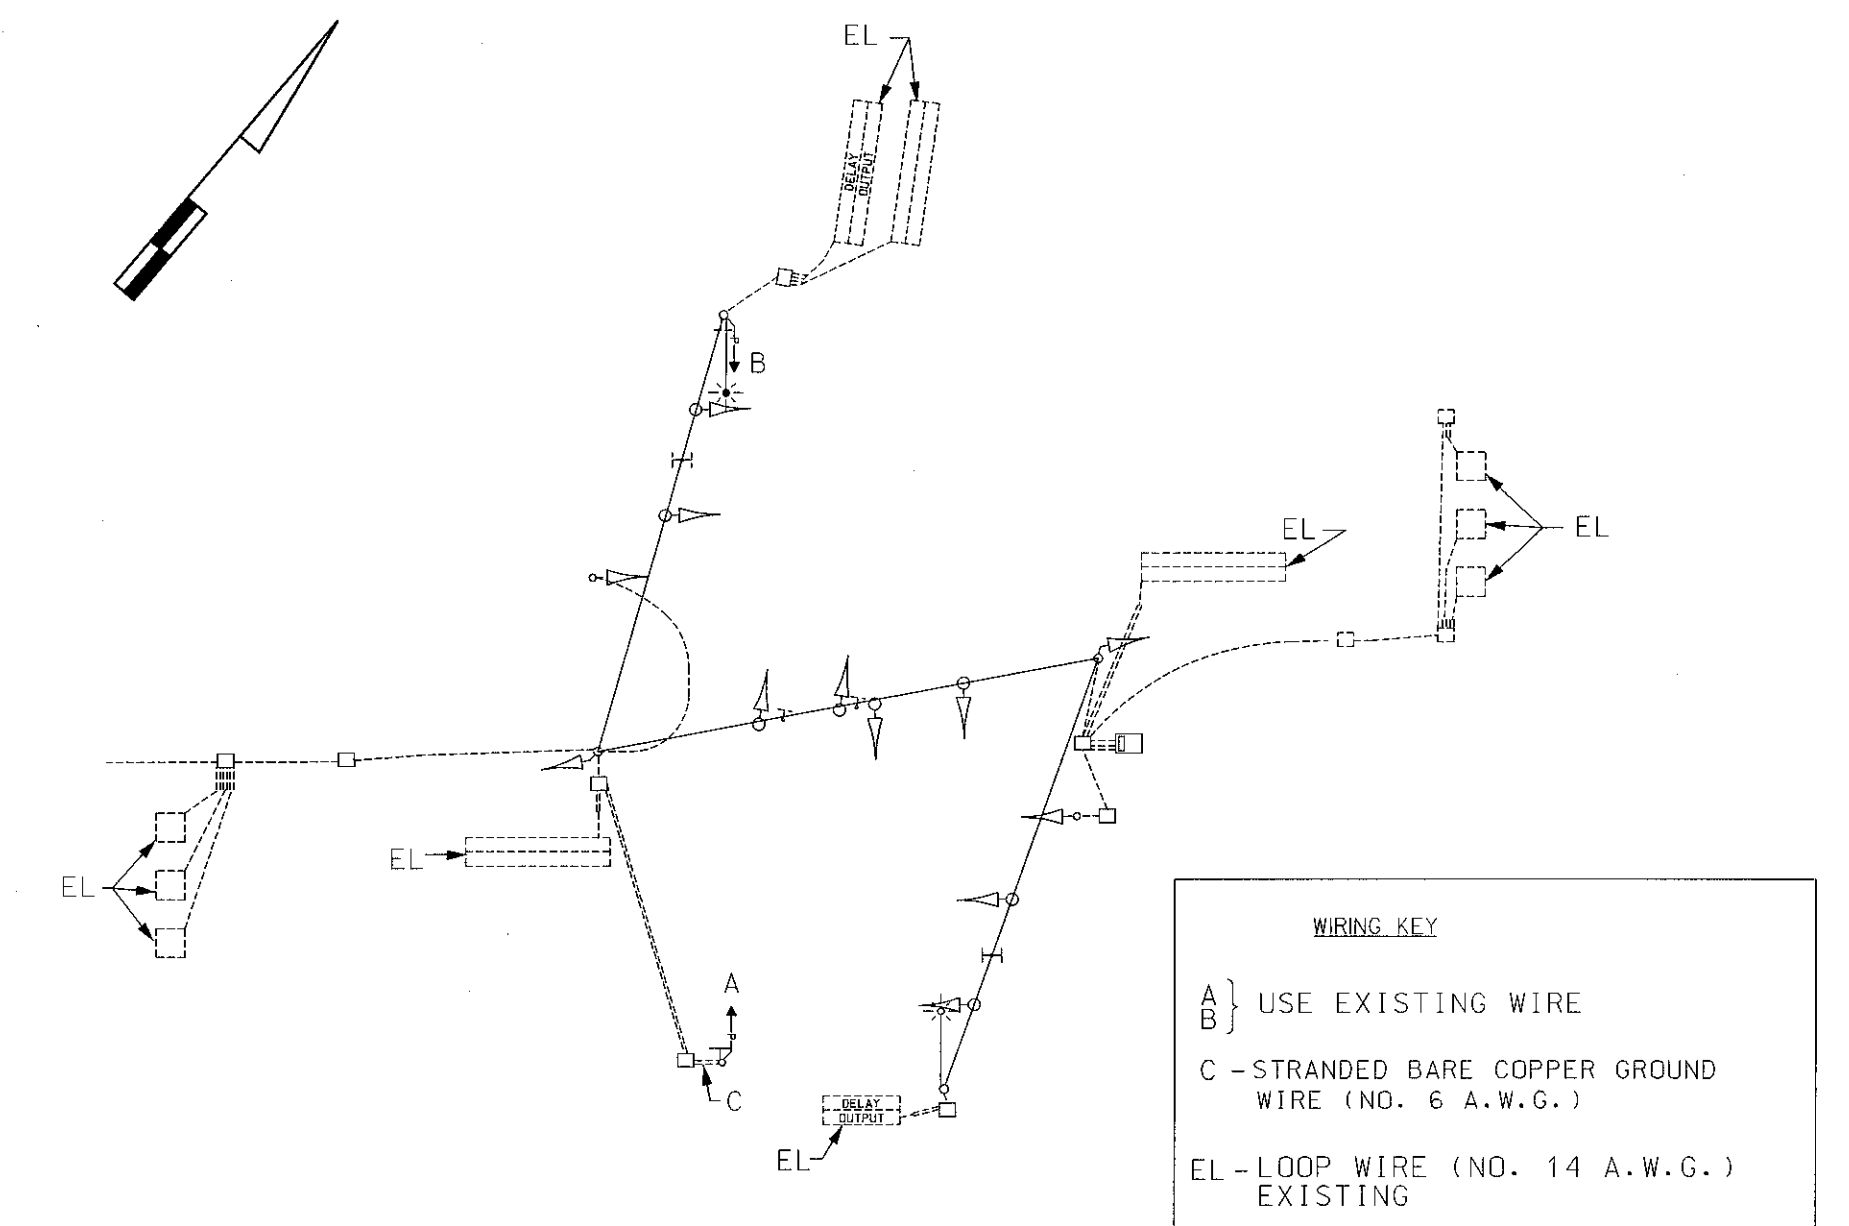 EL
DELAY
OUTPUT
B
EL
EL
EL
EL
A
C
DELAY
OUTPUT
EL
WIRING KEY
A
B } USE EXISTING WIRE
C - STRANDED BARE COPPER GROUND
WIRE (NO. 6 A.W.G.)
EL - LOOP WIRE (NO. 14 A.W.G.)
EXISTING